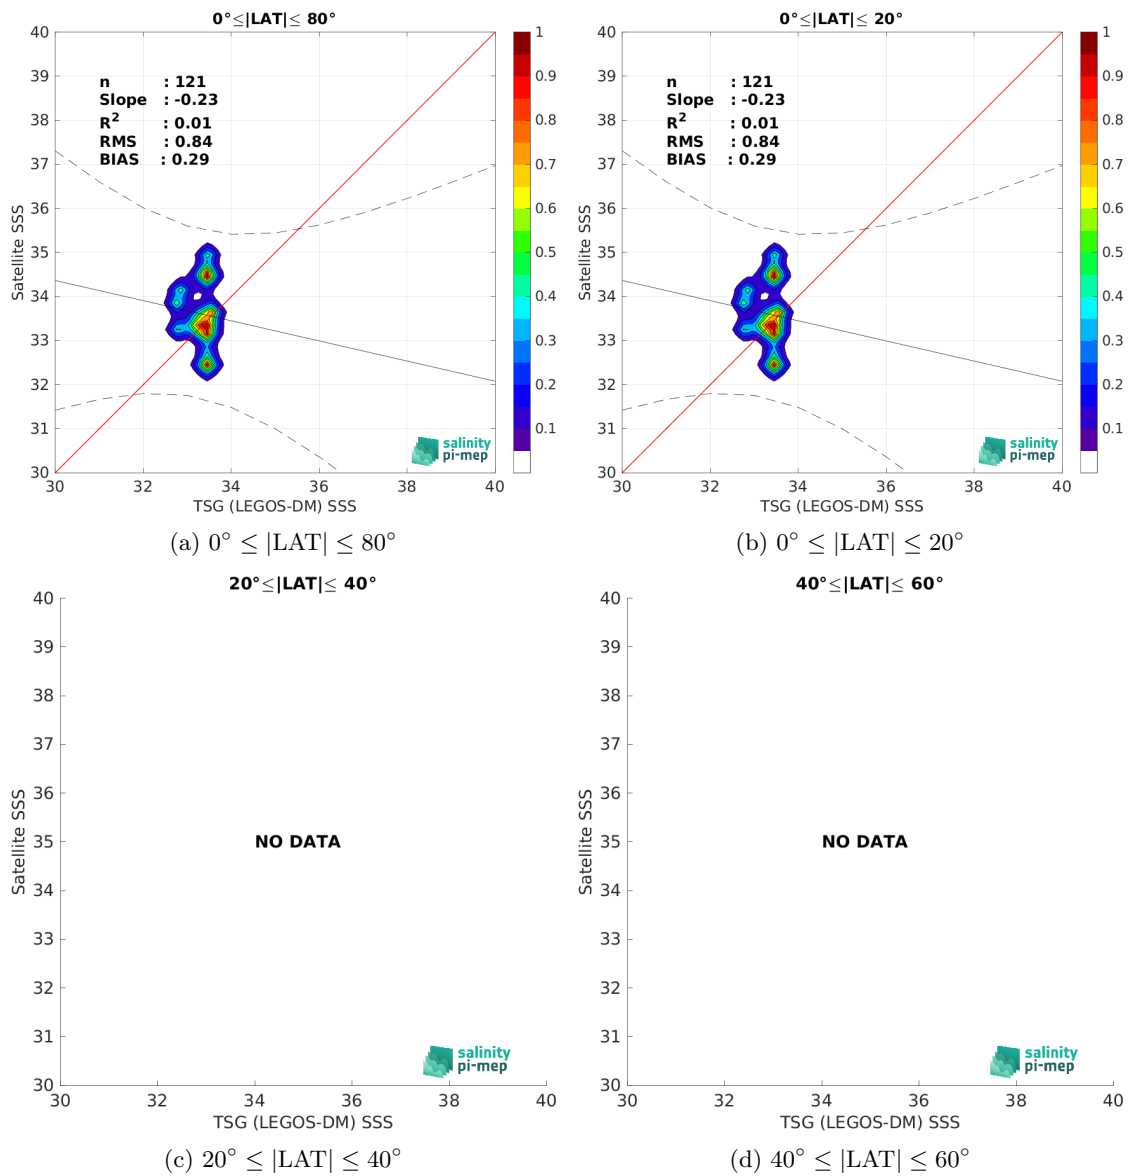 0°≤|LAT|≤ 80°
40
39
38
37
36
35
34
33
32
31
30
Satellite SSS
n : 121
Slope : -0.23
R² : 0.01
RMS : 0.84
BIAS : 0.29
1
0.9
0.8
0.7
0.6
0.5
0.4
0.3
0.2
0.1
salinity
pi-mep
30 32 34 36 38 40
TSG (LEGOS-DM) SSS
(a) 0° ≤ |LAT| ≤ 80°
0°≤|LAT|≤ 20°
40
39
38
37
36
35
34
33
32
31
30
Satellite SSS
n : 121
Slope : -0.23
R² : 0.01
RMS : 0.84
BIAS : 0.29
1
0.9
0.8
0.7
0.6
0.5
0.4
0.3
0.2
0.1
salinity
pi-mep
30 32 34 36 38 40
TSG (LEGOS-DM) SSS
(b) 0° ≤ |LAT| ≤ 20°
20°≤|LAT|≤ 40°
40
39
38
37
36
35
34
33
32
31
30
Satellite SSS
NO DATA
salinity
pi-mep
30 32 34 36 38 40
TSG (LEGOS-DM) SSS
(c) 20° ≤ |LAT| ≤ 40°
40°≤|LAT|≤ 60°
40
39
38
37
36
35
34
33
32
31
30
Satellite SSS
NO DATA
salinity
pi-mep
30 32 34 36 38 40
TSG (LEGOS-DM) SSS
(d) 40° ≤ |LAT| ≤ 60°